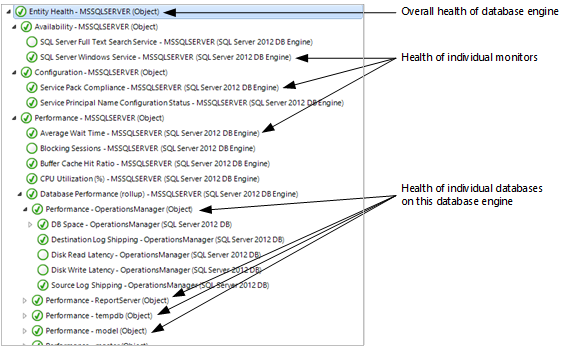 Entity Health - MSSQLSERVER (Object)
Overall health of database engine
Availability - MSSQLSERVER (Object)
SQL Server Full Text Search Service - MSSQLSERVER (SQL Server 2012 DB Engine)
SQL Server Windows Service - MSSQLSERVER (SQL Server 2012 DB Engine)
Health of individual monitors
Configuration - MSSQLSERVER (Object)
Service Pack Compliance - MSSQLSERVER (SQL Server 2012 DB Engine)
Service Principal Name Configuration Status - MSSQLSERVER (SQL Server 2012 DB Engine)
Performance - MSSQLSERVER (Object)
Average Wait Time - MSSQLSERVER (SQL Server 2012 DB Engine)
Blocking Sessions - MSSQLSERVER (SQL Server 2012 DB Engine)
Buffer Cache Hit Ratio - MSSQLSERVER (SQL Server 2012 DB Engine)
CPU Utilization (%) - MSSQLSERVER (SQL Server 2012 DB Engine)
Database Performance (rollup) - MSSQLSERVER (SQL Server 2012 DB Engine)
Health of individual databases
on this database engine
Performance - OperationsManager (Object)
DB Space - OperationsManager (SQL Server 2012 DB)
Destination Log Shipping - OperationsManager (SQL Server 2012 DB)
Disk Read Latency - OperationsManager (SQL Server 2012 DB)
Disk Write Latency - OperationsManager (SQL Server 2012 DB)
Source Log Shipping - OperationsManager (SQL Server 2012 DB)
Performance - ReportServer (Object)
Performance - tempdb (Object)
Performance - model (Object)
Performance - master (Object)